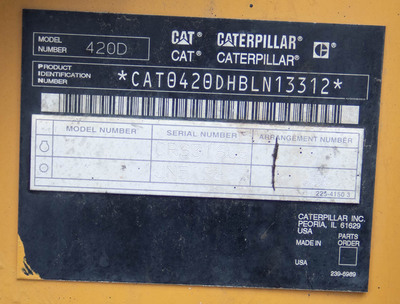 MODEL NUMBER 420D
CAT CATERPILLAR C
CAT® CATERPILLAR®
PRODUCT IDENTIFICATION NUMBER *CAT0420DHBLN13312*
MODEL NUMBER SERIAL NUMBER ARRANGEMENT NUMBER
225-4160 3
CATERPILLAR INC.
PEORIA, IL 61629
USA
MADE IN USA PARTS ORDER
239-6989